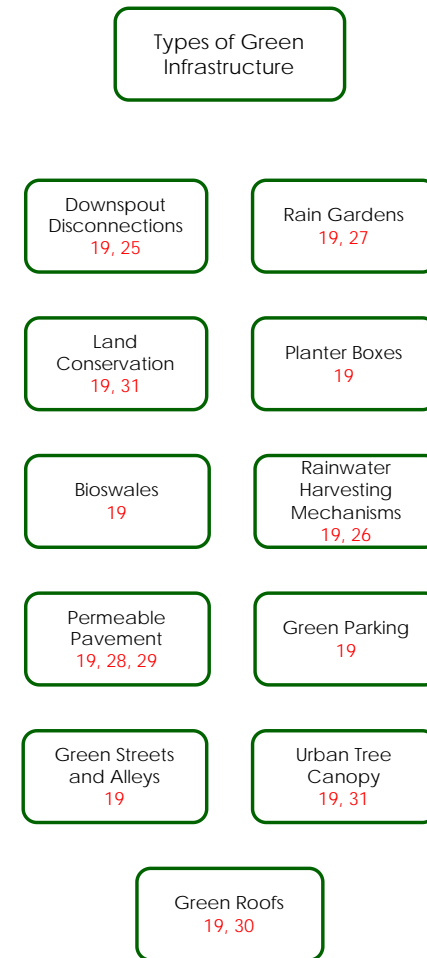 Types of Green
Infrastructure
Downspout
Disconnections
19, 25
Rain Gardens
19, 27
Land
Conservation
19, 31
Planter Boxes
19
Bioswales
19
Rainwater
Harvesting
Mechanisms
19, 26
Permeable
Pavement
19, 28, 29
Green Parking
19
Green Streets
and Alleys
19
Urban Tree
Canopy
19, 31
Green Roofs
19, 30